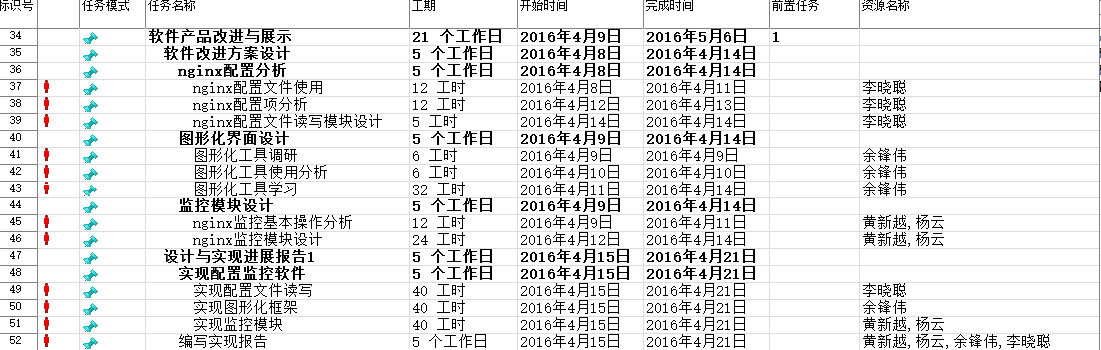 标识号 任务模式 任务名称 工期 开始时间 完成时间 前置任务 资源名称
34 软件产品改进与展示 21 个工作日 2016年4月9日 2016年5月6日 1
35 软件改进方案设计 5 个工作日 2016年4月8日 2016年4月14日
36 nginx配置分析 5 个工作日 2016年4月8日 2016年4月14日
37 nginx配置文件使用 12 工时 2016年4月8日 2016年4月11日 李晓聪
38 nginx配置项分析 10 工时 2016年4月12日 2016年4月13日 李晓聪
39 nginx配置文件读写模块设计 5 工时 2016年4月14日 2016年4月14日 李晓聪
40 图形化界面设计 5 个工作日 2016年4月9日 2016年4月14日
41 图形化工具调研 6 工时 2016年4月9日 2016年4月9日 余锋伟
42 图形化工具使用分析 6 工时 2016年4月10日 2016年4月10日 余锋伟
43 图形化工具学习 32 工时 2016年4月11日 2016年4月14日 余锋伟
44 监控模块设计 5 个工作日 2016年4月9日 2016年4月14日
45 nginx监控基本操作分析 12 工时 2016年4月9日 2016年4月11日 黄新越,杨云
46 nginx监控模块设计 24 工时 2016年4月12日 2016年4月14日 黄新越,杨云
47 设计与实现进展报告1 5 个工作日 2016年4月15日 2016年4月21日
48 实现配置监控软件 5 个工作日 2016年4月15日 2016年4月21日
49 实现配置文件读写 40 工时 2016年4月15日 2016年4月21日 李晓聪
50 实现图形化框架 40 工时 2016年4月15日 2016年4月21日 余锋伟
51 实现监控模块 40 工时 2016年4月15日 2016年4月21日 黄新越,杨云
52 编写实现报告 5 个工作日 2016年4月15日 2016年4月21日 黄新越,杨云,余锋伟,李晓聪